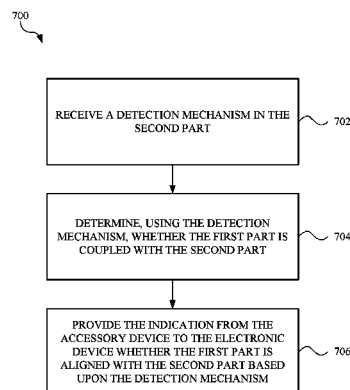 700
RECEIVE A DETECTION MECHANISM IN THE
SECOND PART
702
DETERMINE, USING THE DETECTION
MECHANISM, WHETHER THE FIRST PART IS
COUPLED WITH THE SECOND PART
704
PROVIDE THE INDICATION FROM THE
ACCESSORY DEVICE TO THE ELECTRONIC
DEVICE WHETHER THE FIRST PART IS
ALIGNED WITH THE SECOND PART BASED
UPON THE DETECTION MECHANISM
706